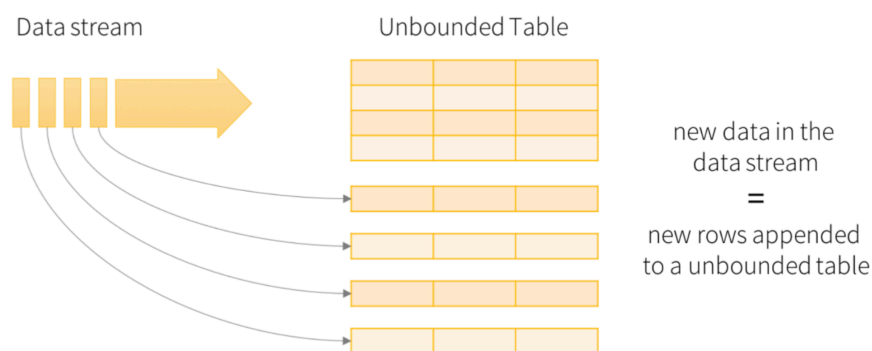 Data stream
Unbounded Table
new data in the
data stream
=
new rows appended
to a unbounded table